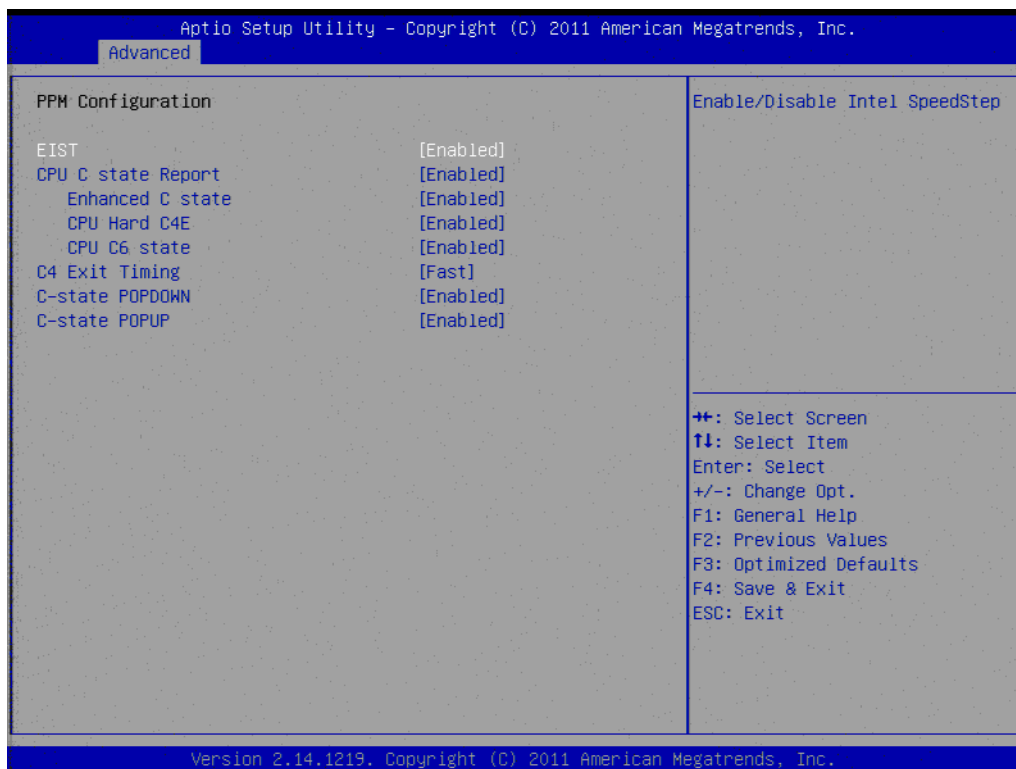 Aptio Setup Utility – Copyright (C) 2011 American Megatrends, Inc.
Advanced
PPM Configuration
EIST [Enabled]
CPU C state Report [Enabled]
Enhanced C state [Enabled]
CPU Hard C4E [Enabled]
CPU C6 state [Enabled]
C4 Exit Timing [Fast]
C-state POPDOWN [Enabled]
C-state POPUP [Enabled]
Enable/Disable Intel SpeedStep
→←: Select Screen
↑↓: Select Item
Enter: Select
+/-: Change Opt.
F1: General Help
F2: Previous Values
F3: Optimized Defaults
F4: Save & Exit
ESC: Exit
Version 2.14.1219. Copyright (C) 2011 American Megatrends, Inc.